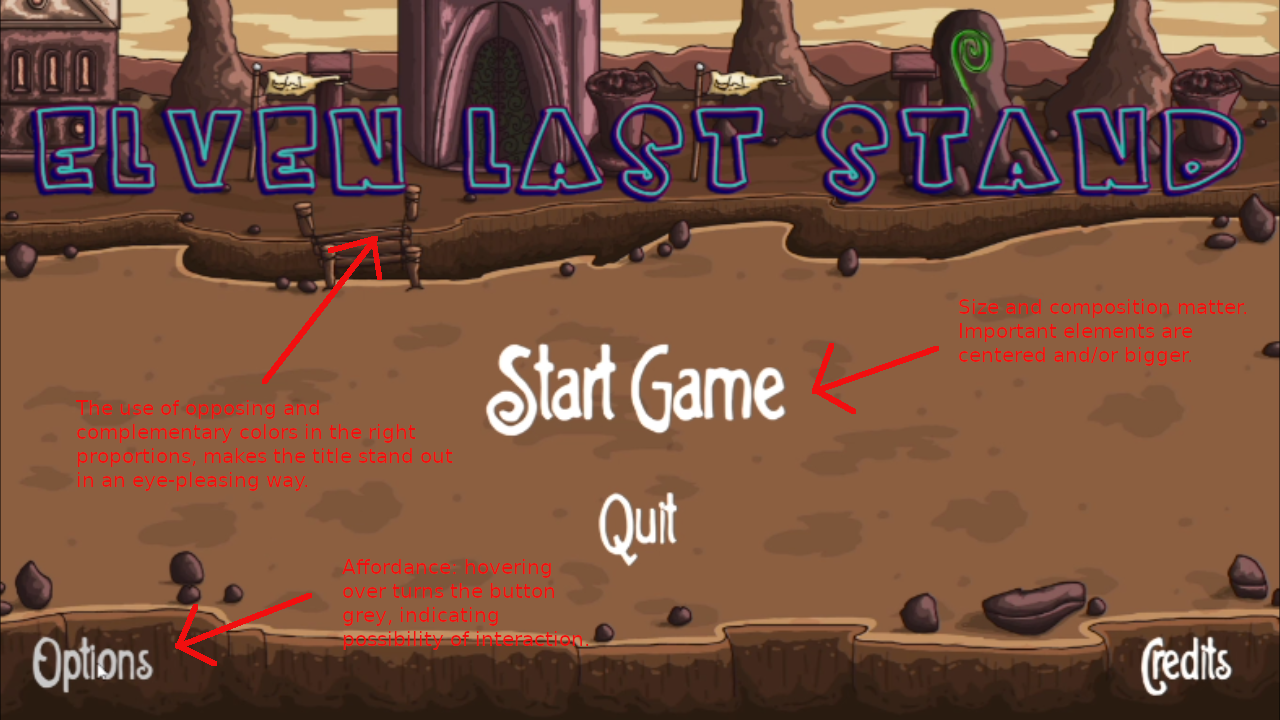 ELVEN LAST STAND
Size and composition matter.
Important elements are
centered and/or bigger.
Start Game
The use of opposing and
complementary colors in the right
proportions, makes the title stand out
in an eye-pleasing way.
Quit
Affordance: hovering
over turns the button
grey, indicating
possibility of interaction.
Options
Credits